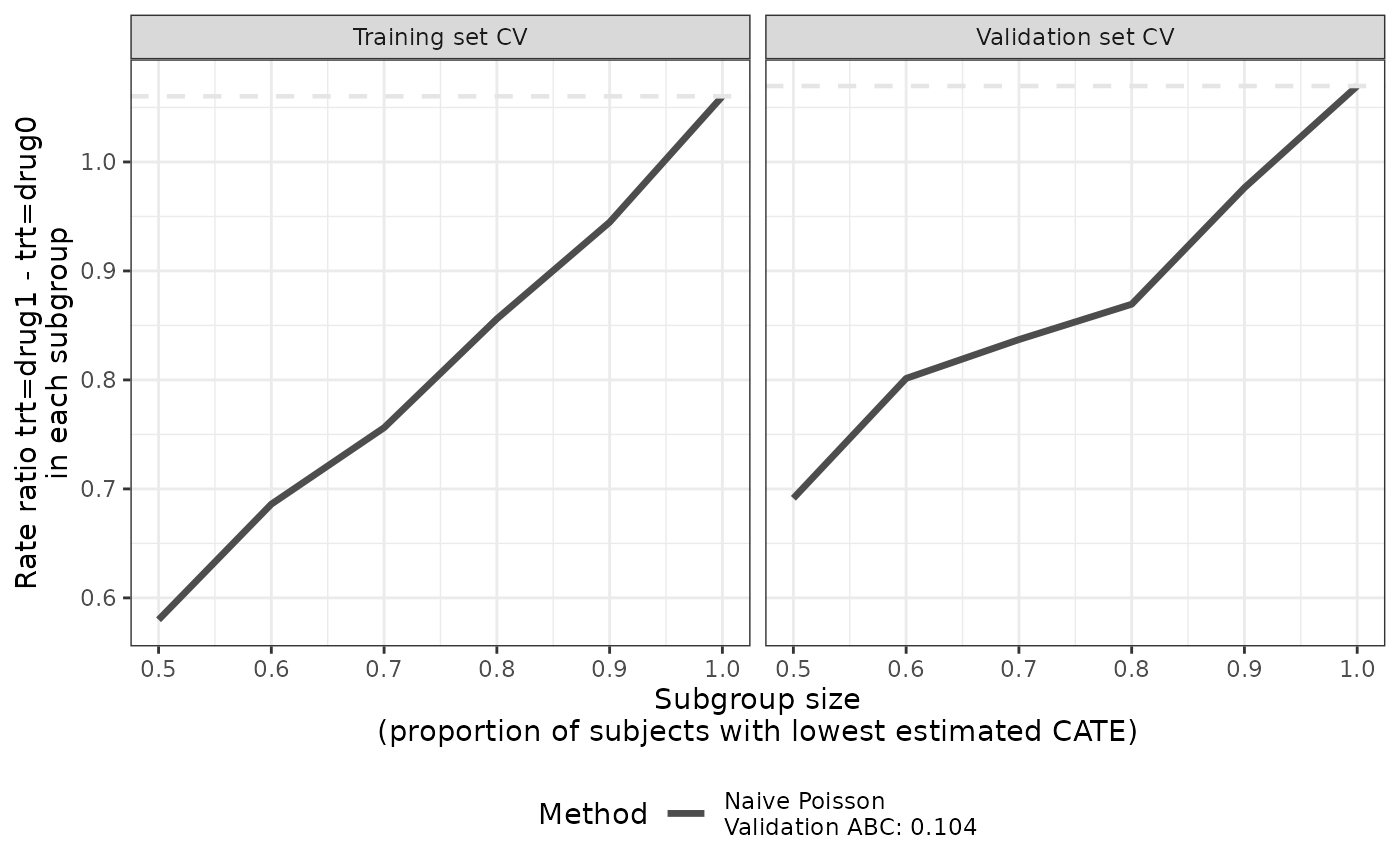 Training set CV
Validation set CV
Rate ratio trt=drug1 - trt=drug0
in each subgroup
1.0
0.9
0.8
0.7
0.6
0.5 0.6 0.7 0.8 0.9 1.0
0.5 0.6 0.7 0.8 0.9 1.0
Subgroup size
(proportion of subjects with lowest estimated CATE)
Method
Naive Poisson
Validation ABC: 0.104